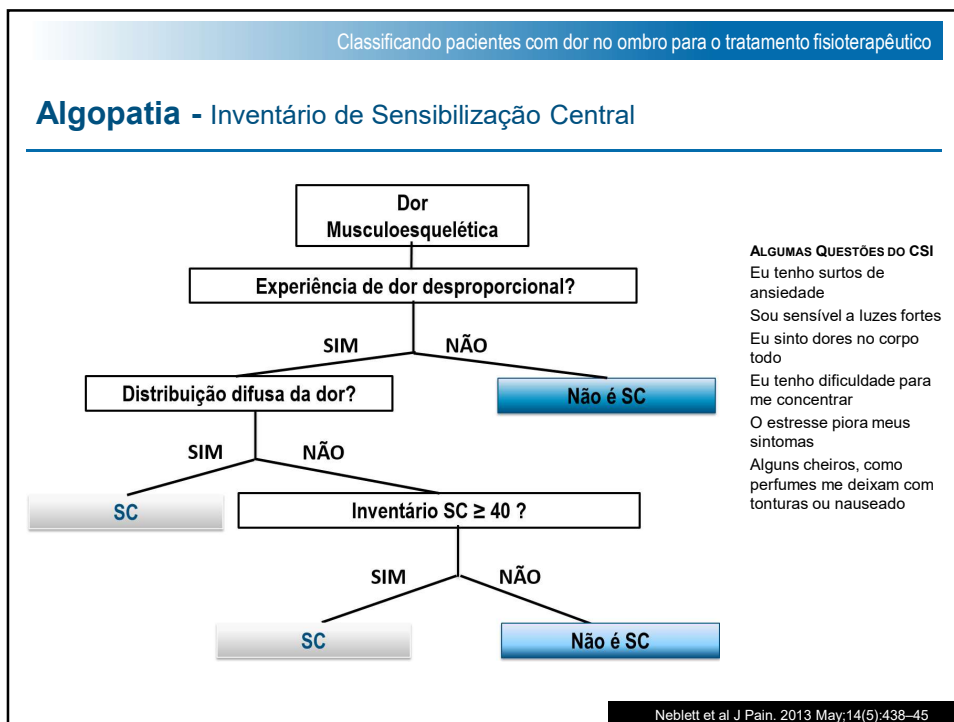 Classificando pacientes com dor no ombro para o tratamento fisioterapêutico
Algopatia - Inventário de Sensibilização Central
Dor
Musculoesquelética
Experiência de dor desproporcional?
SIM NÃO
Distribuição difusa da dor?
Não é SC
SIM NÃO
SC
Inventário SC ≥ 40 ?
SIM NÃO
SC
Não é SC
ALGUMAS QUESTÕES DO CSI
Eu tenho surtos de
ansiedade
Sou sensível a luzes fortes
Eu sinto dores no corpo
todo
Eu tenho dificuldade para
me concentrar
O estresse piora meus
sintomas
Alguns cheiros, como
perfumes me deixam com
tonturas ou nauseado
Neblett et al J Pain. 2013 May;14(5):438–45